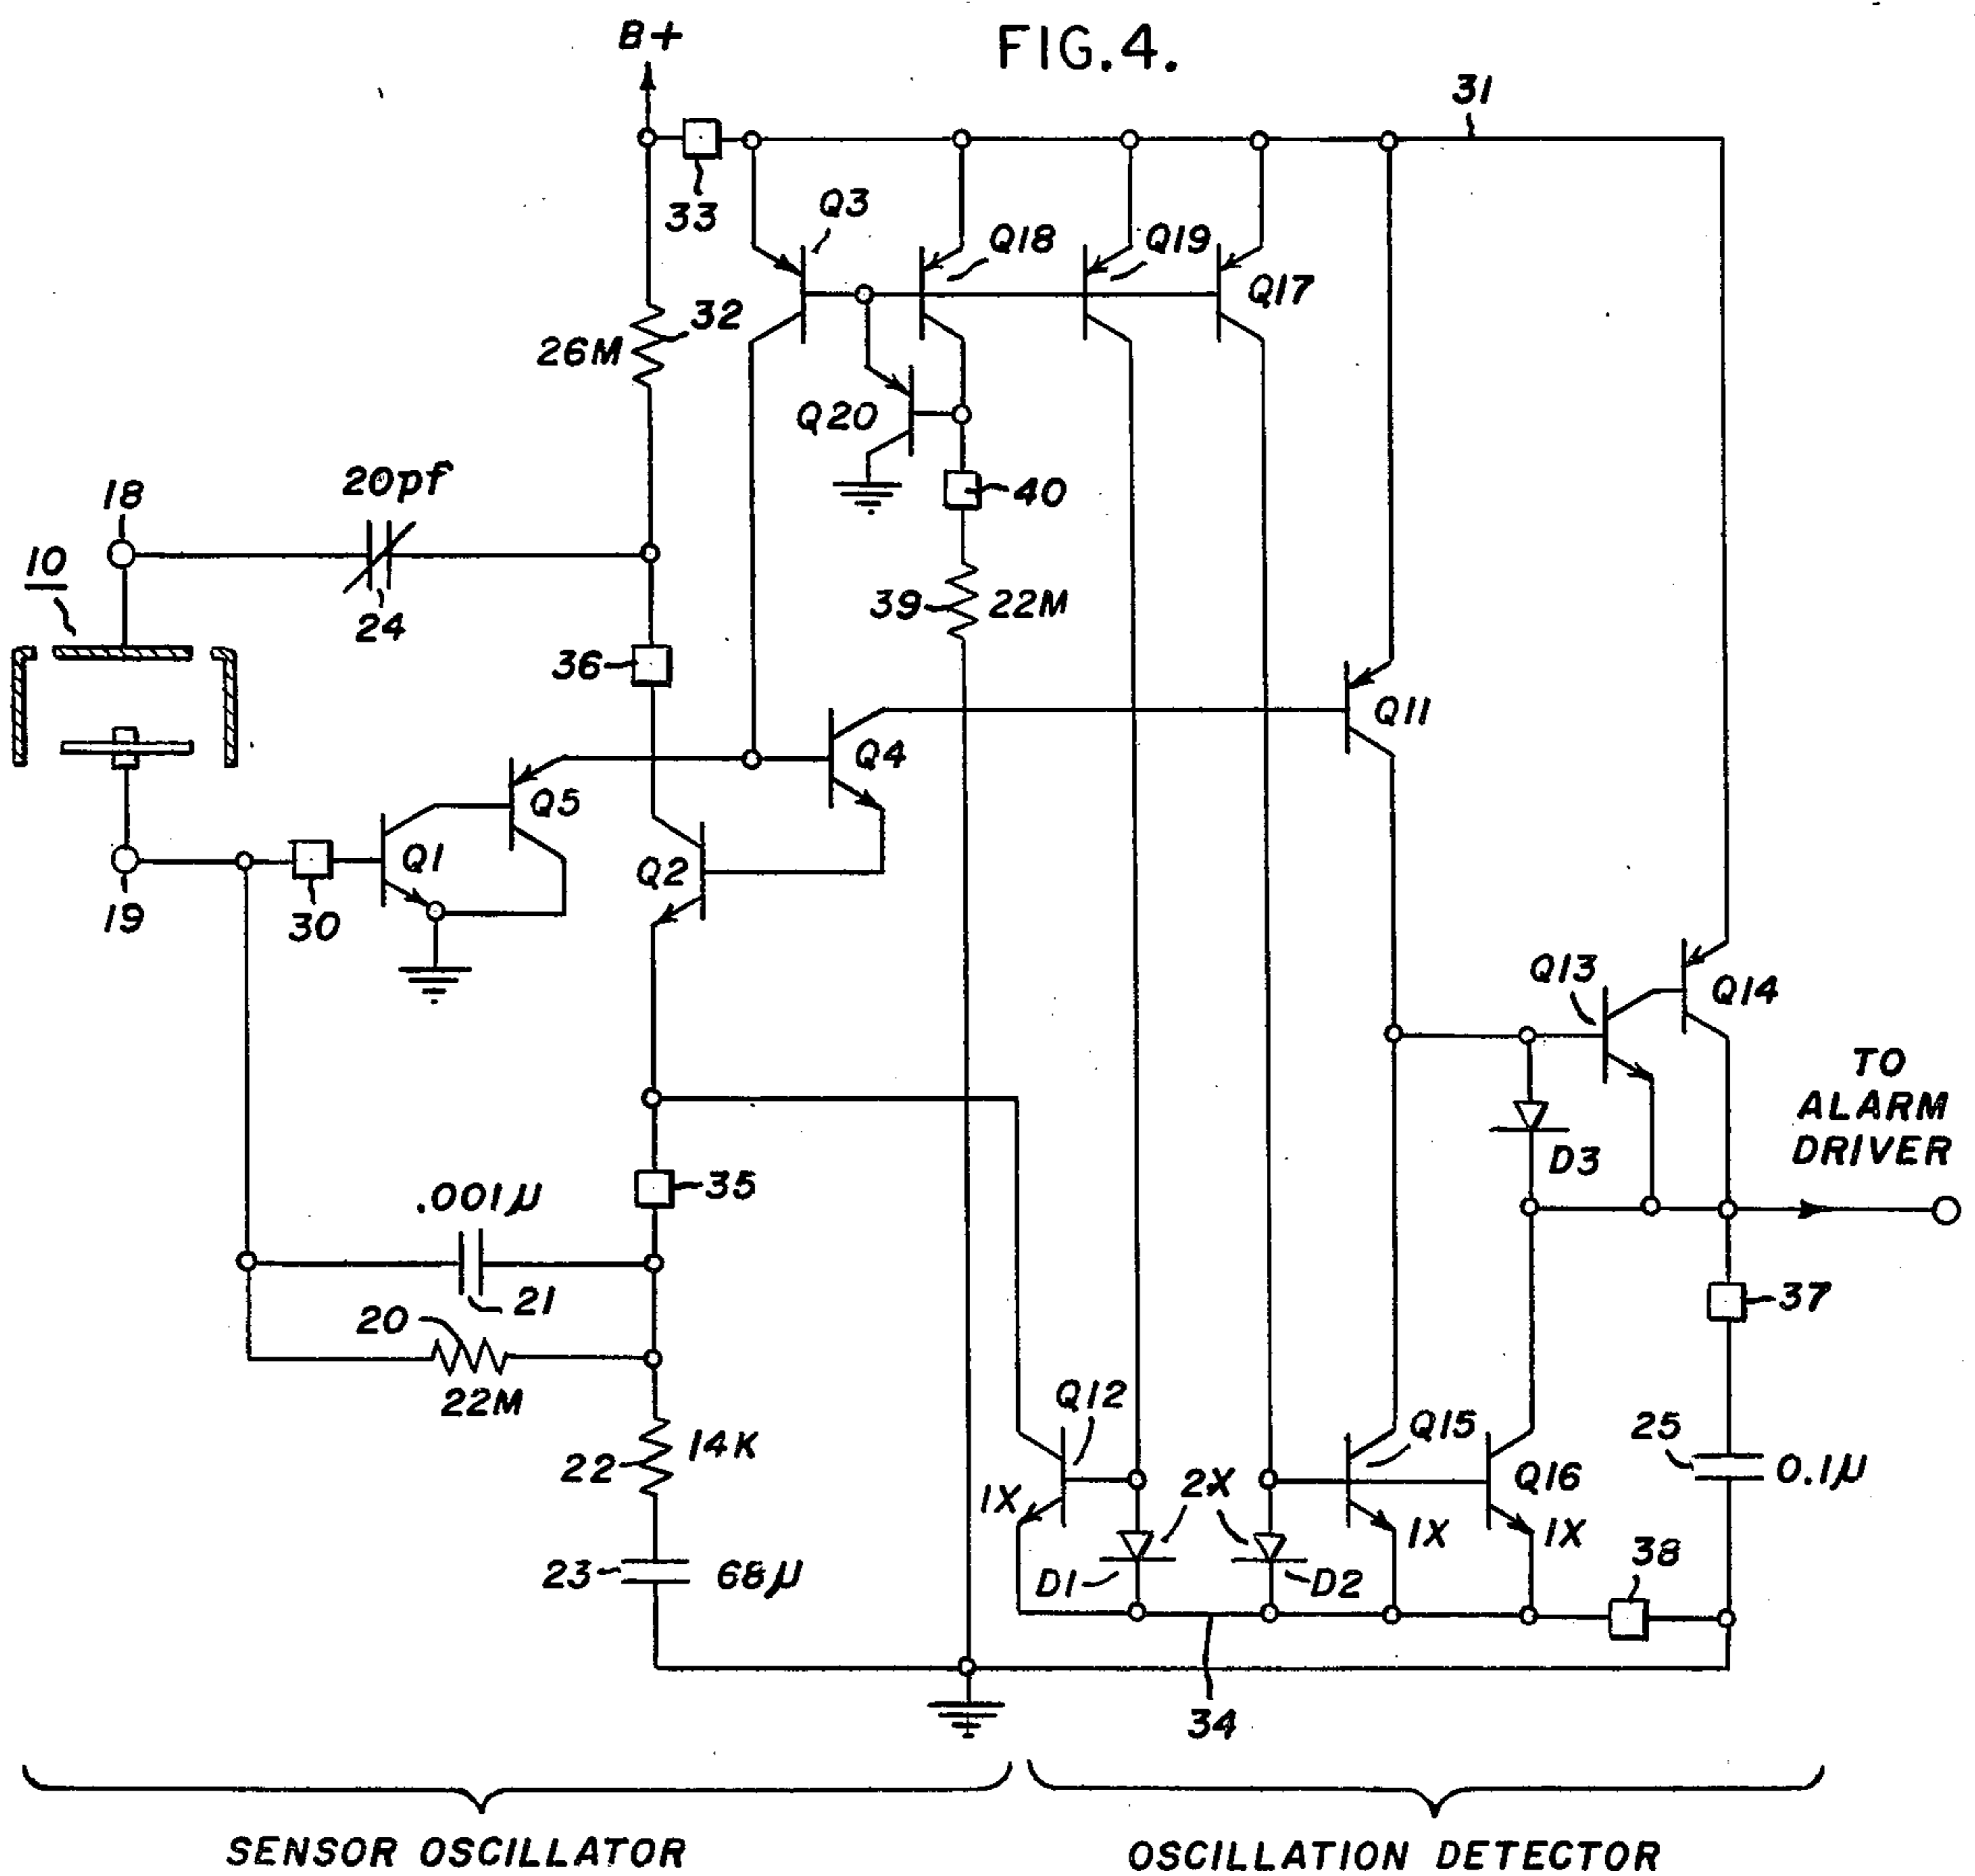 FIG.4.
B+
31
33
Q3
Q18
Q19
Q17
32
26M
Q20
40
20pf
18
10
24
39
22M
36
Q11
Q4
Q5
Q1
Q2
19
30
Q13
Q14
TO
ALARM
DRIVER
D3
35
.001μ
21
37
20
22M
Q12
14K
22
Q15
25
0.1μ
2X
Q16
1X
1X
1X
38
23
68μ
D1
D2
34
SENSOR OSCILLATOR
OSCILLATION DETECTOR